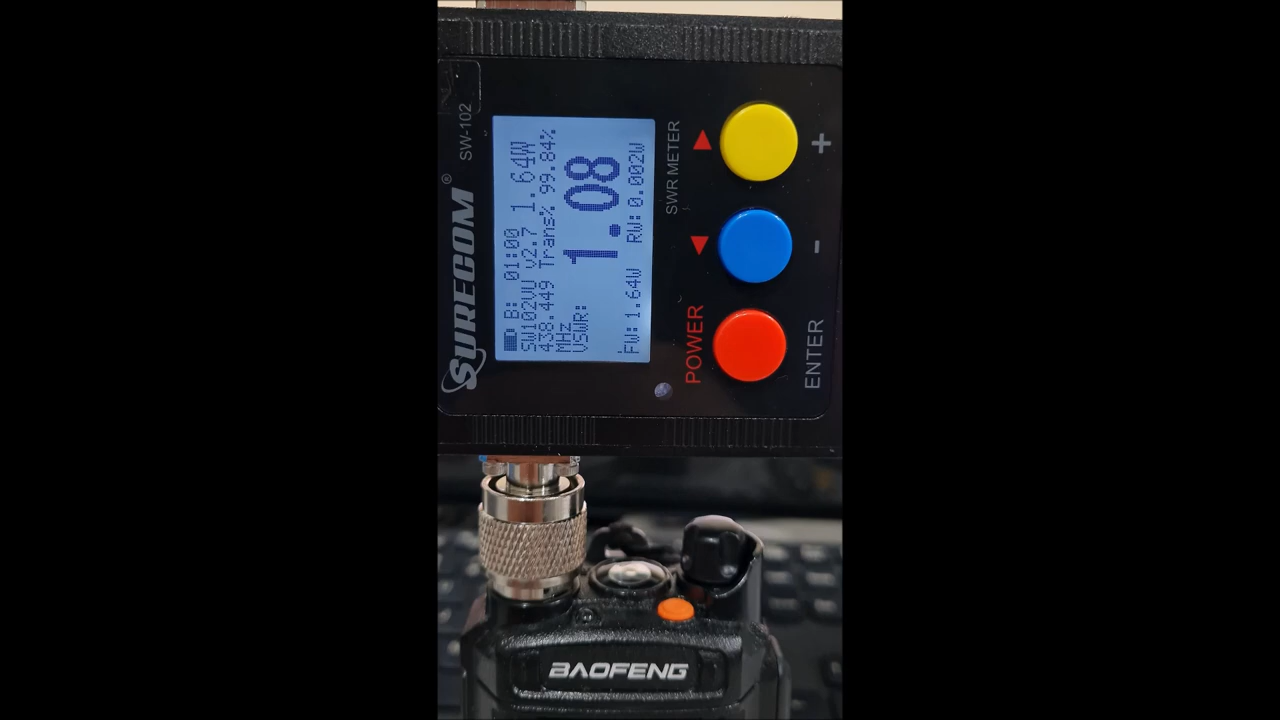 SURECOM®
SW-102
B: 01:00
SW102VU v2.7 1.64W
438.449 Trans% 99.84%
MHz
VSWR: 1.08
FW: 1.64W RW: 0.002W
SWR METER
POWER
+
-
ENTER
BAOFENG